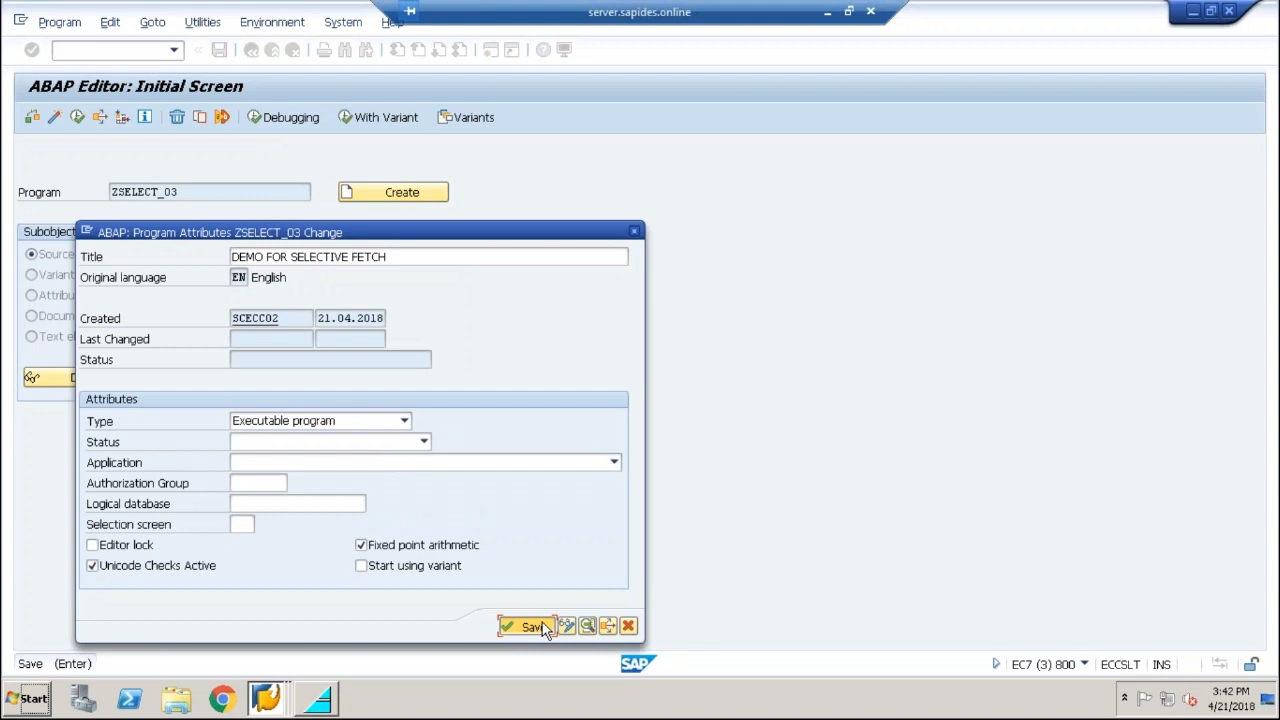 server.sapides.online
Program Edit Goto Utilities Environment System
ABAP Editor: Initial Screen
Debugging With Variant Variants
Program ZSELECT_03 Create
Subobject
ABAP: Program Attributes ZSELECT_03 Change
Title DEMO FOR SELECTIVE FETCH
Original language EN English
Created SCECC02 21.04.2018
Last Changed
Status
Attributes
Type Executable program
Status
Application
Authorization Group
Logical database
Selection screen
Editor lock Fixed point arithmetic
Unicode Checks Active Start using variant
Save
Save (Enter)
SAP
EC7 (3) 800 ECCSLT INS
Start
3:42 PM
4/21/2018